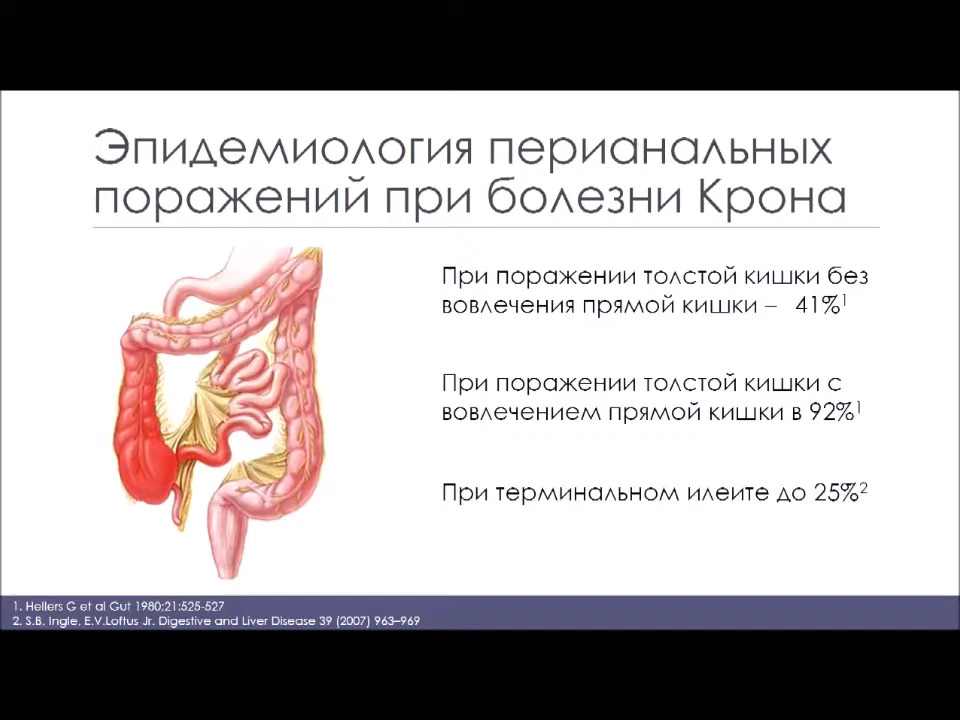 Эпидемиология перианальных
поражений при болезни Крона
При поражении толстой кишки без
вовлечения прямой кишки – 41%¹
При поражении толстой кишки с
вовлечением прямой кишки в 92%¹
При терминальном илеите до 25%²
1. Hellers G et al Gut 1980;21:525-527
2. S.B. Ingle, E.V.Loftus Jr. Digestive and Liver Disease 39 (2007) 963–969